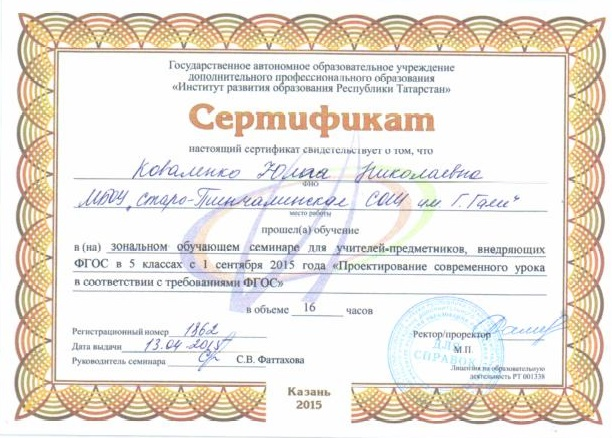 Государственное автономное образовательное учреждение
дополнительного профессионального образования
«Институт развития образования Республики Татарстан»
Сертификат
настоящий сертификат свидетельствует о том, что
Коваленко Юлия Николаевна
ФИО
МБОУ „Старо-Тинчалинская СОШ им Г. Гали"
место работы
прошел(а) обучение
в (на) зональном обучающем семинаре для учителей-предметников, внедряющих
ФГОС в 5 классах с 1 сентября 2015 года «Проектирование современного урока
в соответствии с требованиями ФГОС»
в объеме 16 часов
Регистрационный номер 1862
Дата выдачи 13.04.2015
Руководитель семинара С.В. Фаттахова
Ректор/проректор
М.П.
ДЛЯ
СПРАВОК
Лицензия на образовательную
деятельность РТ 001338
Казань
2015